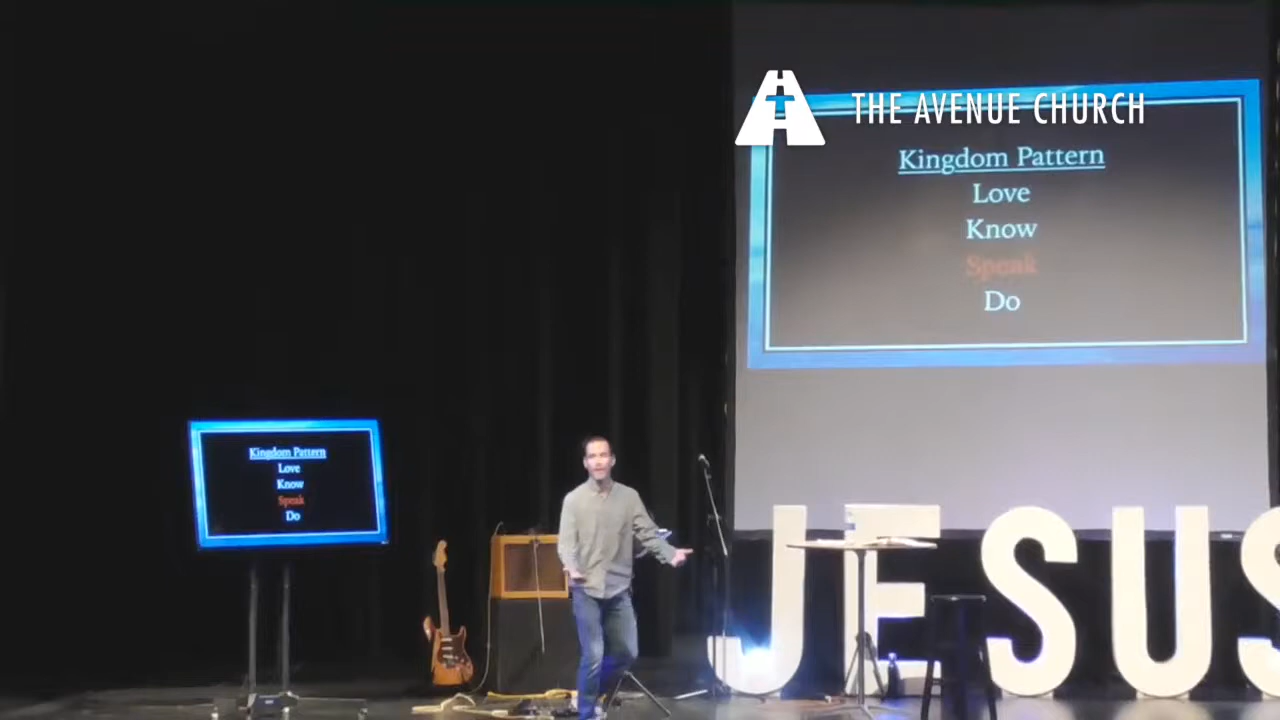 THE AVENUE CHURCH
Kingdom Pattern
Love
Know
Speak
Do
Kingdom Pattern
Love
Know
Speak
Do
JESUS